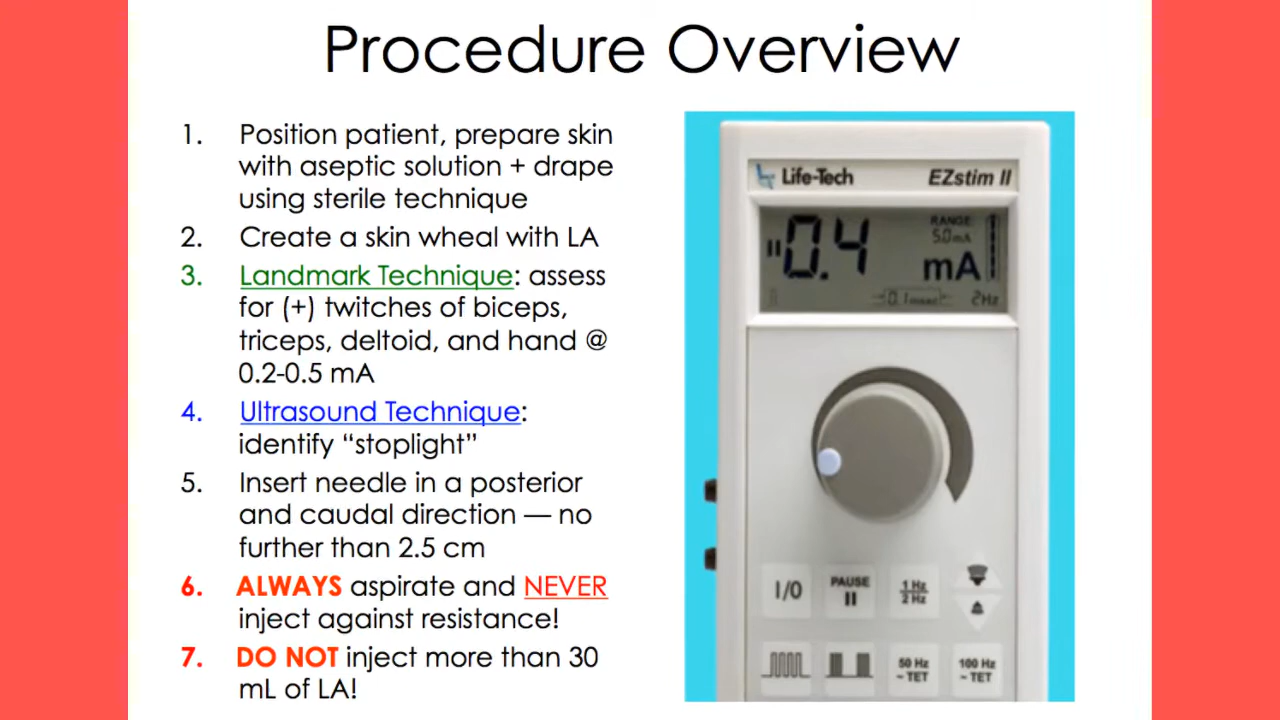 Procedure Overview
1. Position patient, prepare skin
with aseptic solution + drape
using sterile technique
2. Create a skin wheal with LA
3. Landmark Technique: assess
for (+) twitches of biceps,
triceps, deltoid, and hand @
0.2-0.5 mA
4. Ultrasound Technique:
identify “stoplight”
5. Insert needle in a posterior
and caudal direction — no
further than 2.5 cm
6. ALWAYS aspirate and NEVER
inject against resistance!
7. DO NOT inject more than 30
mL of LA!
Life-Tech EZstim II
RANGE:
5.0mA
0.4 mA
0.1msec 2Hz
I/O PAUSE 1 Hz
2 Hz
50 Hz 100 Hz
~ TET ~ TET